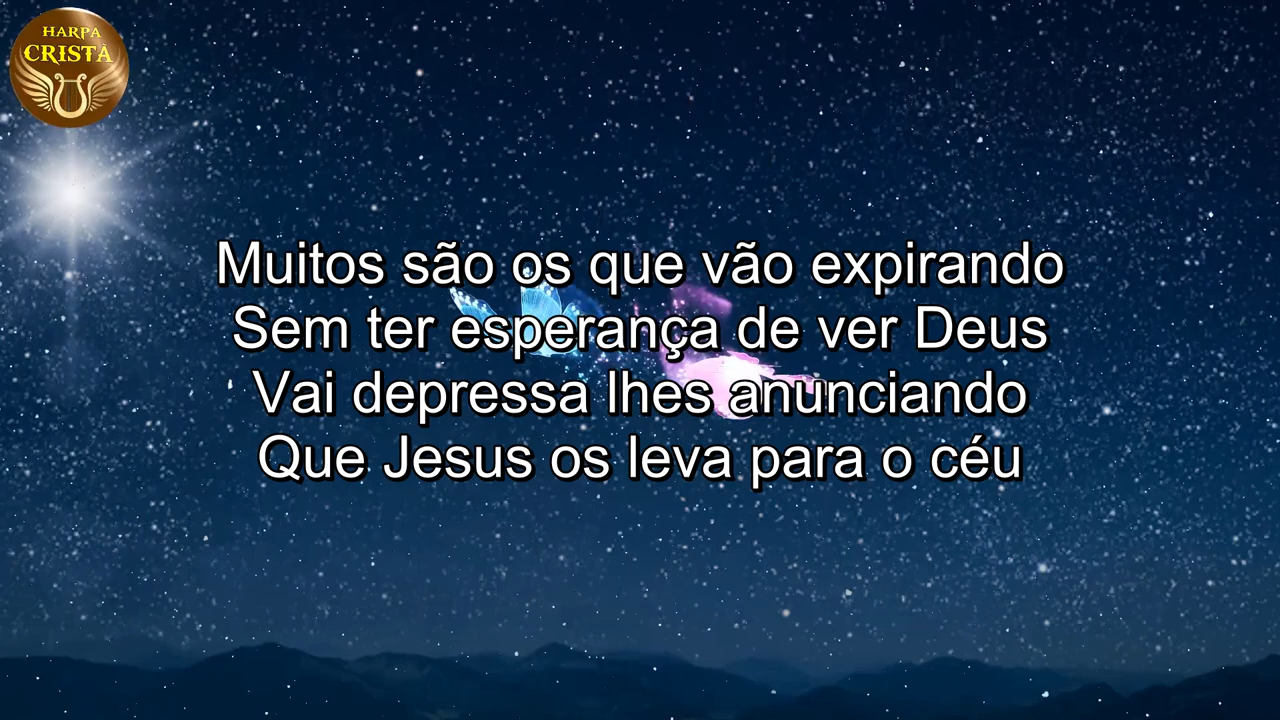 HARPA
CRISTÃ
Muitos são os que vão expirando
Sem ter esperança de ver Deus
Vai depressa lhes anunciando
Que Jesus os leva para o céu